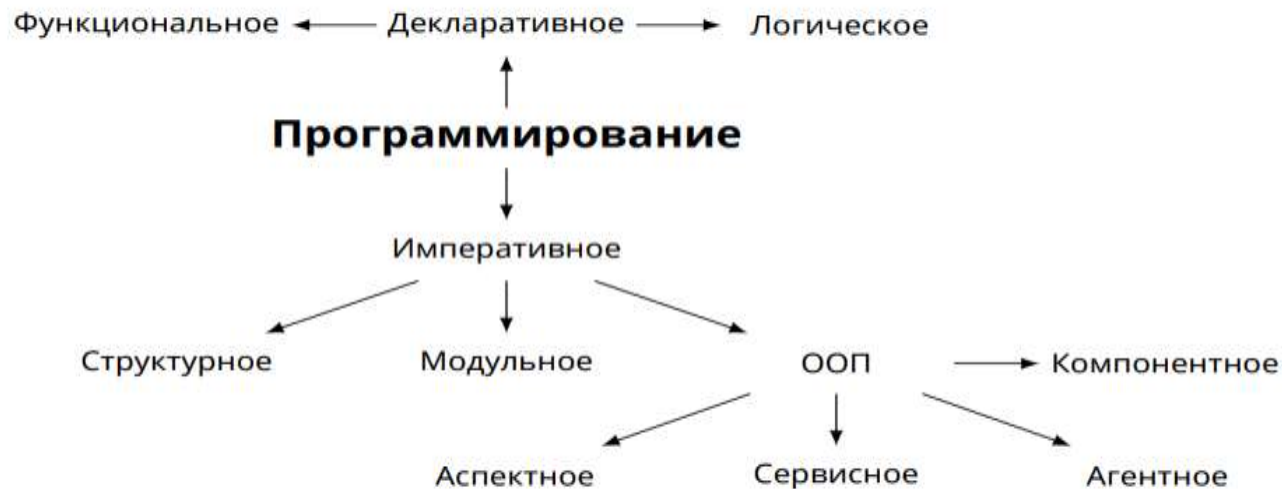 Функциональное Декларативное Логическое
Программирование
Императивное
Структурное Модульное ООП Компонентное
Аспектное Сервисное Агентное